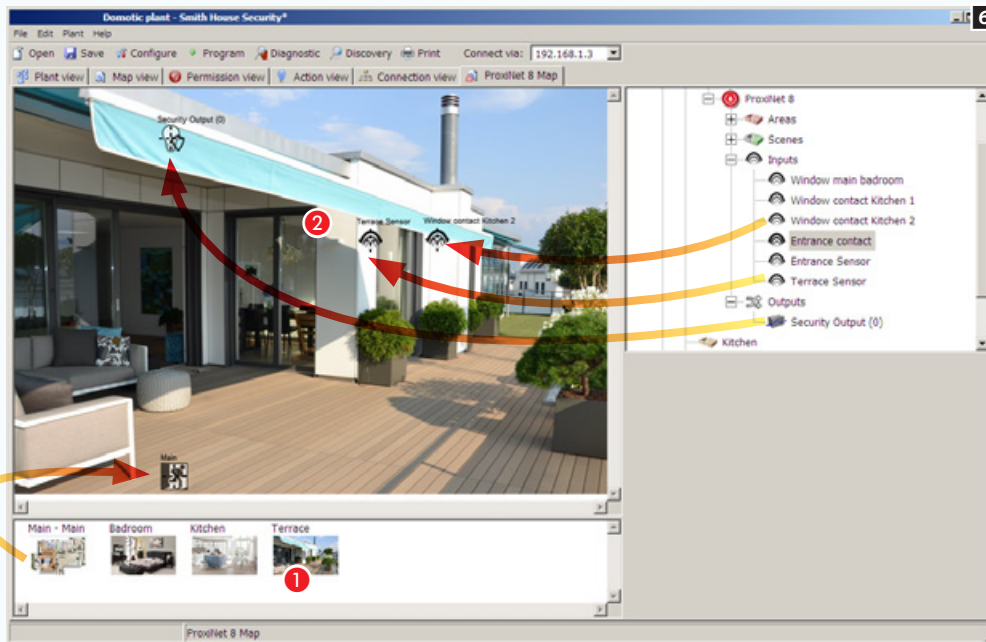 Domotic plant - Smith House Security*
6
File Edit Plant Help
Open Save Configure Program Diagnostic Discovery Print Connect via: 192.168.1.3
Plant view Map view Permission view Action view Connection view ProxiNet 8 Map
Security Output (0)
2
Terrace Sensor
Window contact Kitchen 2
Main
ProxiNet 8
Areas
Scenes
Inputs
Window main badroom
Window contact Kitchen 1
Window contact Kitchen 2
Entrance contact
Entrance Sensor
Terrace Sensor
Outputs
Security Output (0)
Kitchen
Main - Main Badroom Kitchen Terrace
1
ProxiNet 8 Map